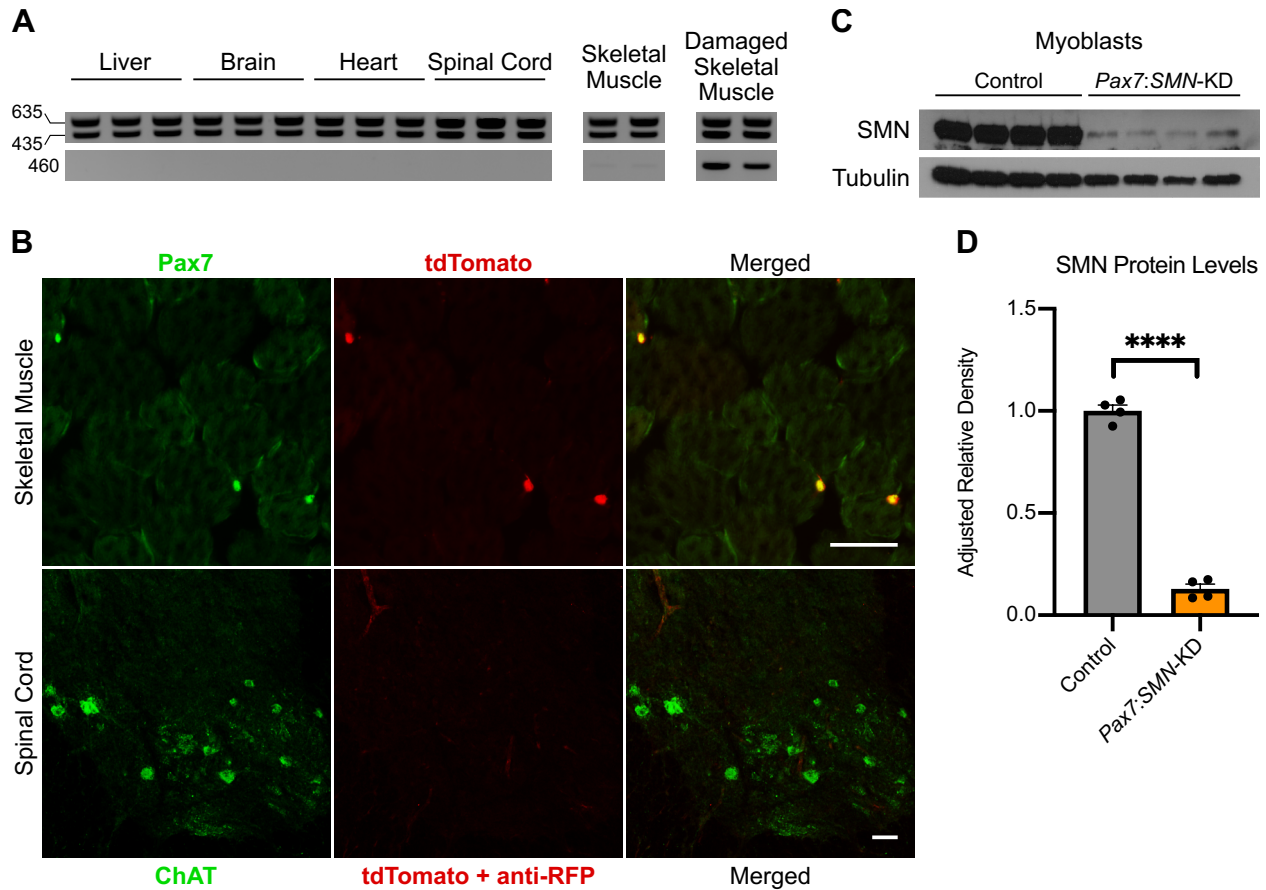 A
Liver
Brain
Heart
Spinal Cord
Skeletal
Muscle
Damaged
Skeletal
Muscle
635
435
460
C
Myoblasts
Control
Pax7:SMN-KD
SMN
Tubulin
B
Pax7
tdTomato
Merged
Skeletal Muscle
Spinal Cord
ChAT
tdTomato + anti-RFP
Merged
D
SMN Protein Levels
Adjusted Relative Density
1.5
1.0
0.5
0.0
****
Control
Pax7:SMN-KD